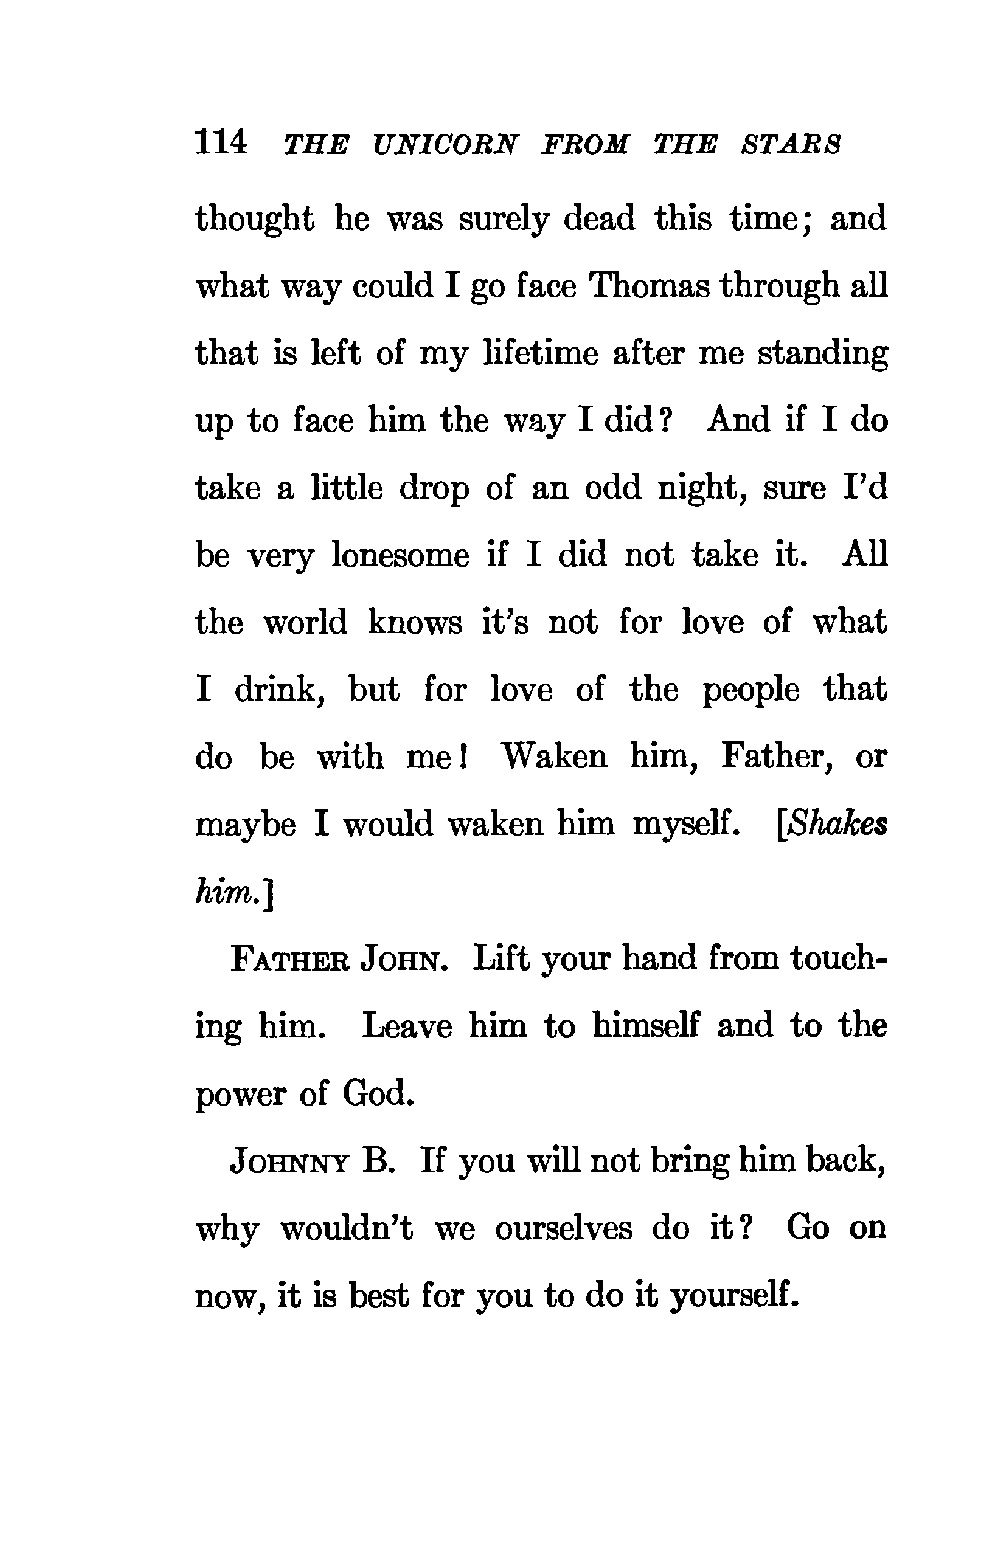 114 THE UNICORN FROM THE STARS
thought he was surely dead this time; and
what way could I go face Thomas through all
that is left of my lifetime after me standing
up to face him the way I did? And if I do
take a little drop of an odd night, sure I'd
be very lonesome if I did not take it. All
the world knows it's not for love of what
I drink, but for love of the people that
do be with me! Waken him, Father, or
maybe I would waken him myself. [Shakes
him.]
FATHER JOHN. Lift your hand from touch-
ing him. Leave him to himself and to the
power of God.
JOHNNY B. If you will not bring him back,
why wouldn't we ourselves do it? Go on
now, it is best for you to do it yourself.